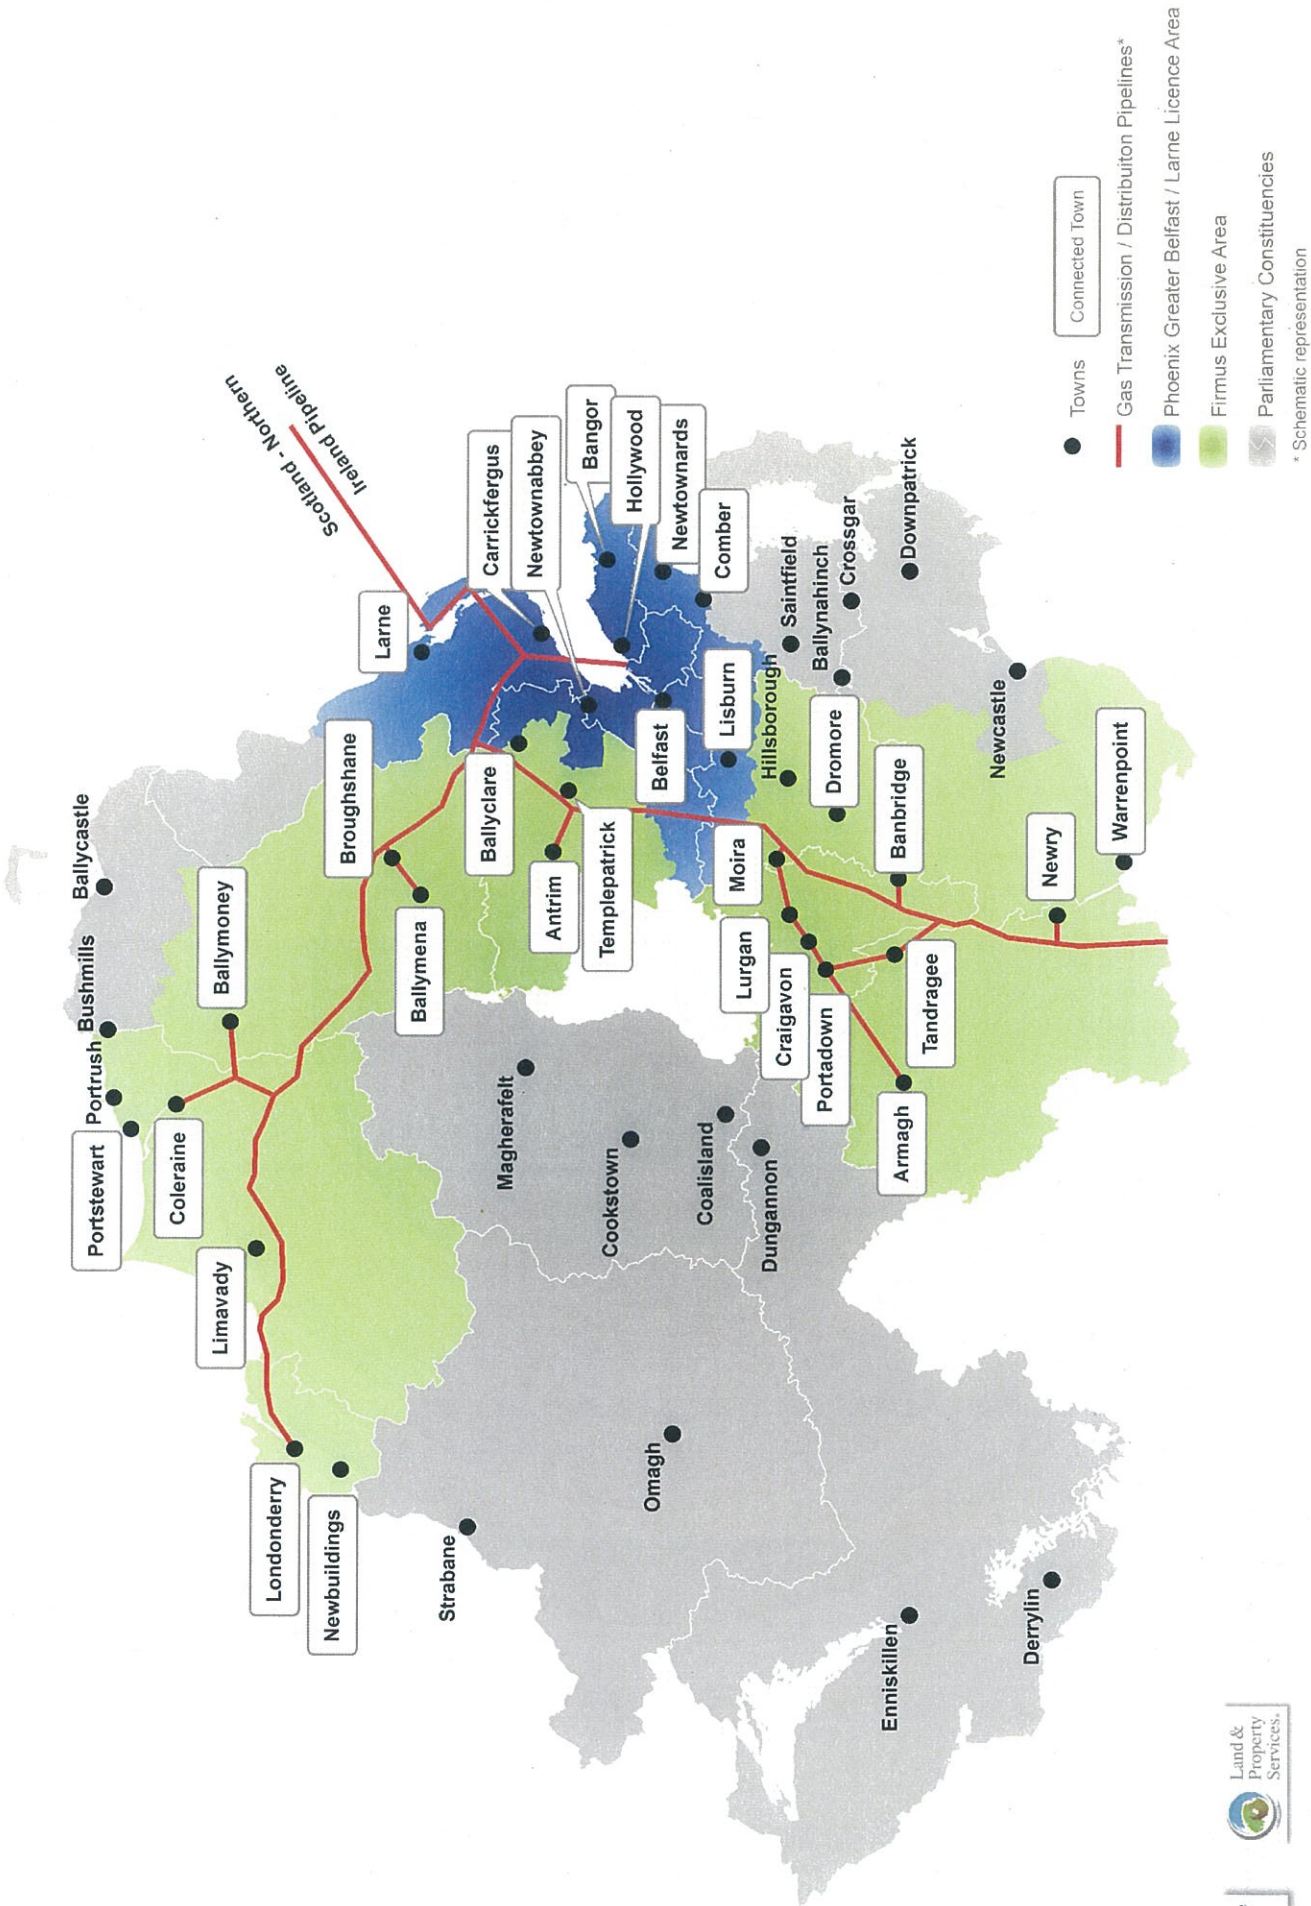 Scotland - Northern
Ireland Pipeline
Ballycastle
Bushmills
Portrush
Portstewart
Ballymoney
Coleraine
Limavady
Londonderry
Newbuildings
Strabane
Broughshane
Ballymena
Larne
Carrickfergus
Newtownabbey
Ballyclare
Antrim
Templepatrick
Bangor
Hollywood
Newtownards
Comber
Belfast
Lisburn
Magherafelt
Cookstown
Coalisland
Dungannon
Omagh
Moira
Lurgan
Craigavon
Portadown
Hillsborough
Saintfield
Ballynahinch
Crossgar
Downpatrick
Dromore
Banbridge
Tandragee
Armagh
Newcastle
Newry
Warrenpoint
Enniskillen
Derrylin
Towns
Connected Town
Gas Transmission / Distribuiton Pipelines*
Phoenix Greater Belfast / Larne Licence Area
Firmus Exclusive Area
Parliamentary Constituencies
* Schematic representation
Land &
Property
Services.